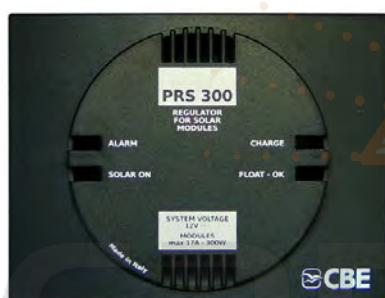 PRS 300
REGULATOR
FOR SOLAR
MODULES
ALARM
CHARGE
SOLAR ON
FLOAT - OK
SYSTEM VOLTAGE
12V
MODULES
max 17A - 300W
Made in Italy
CBE